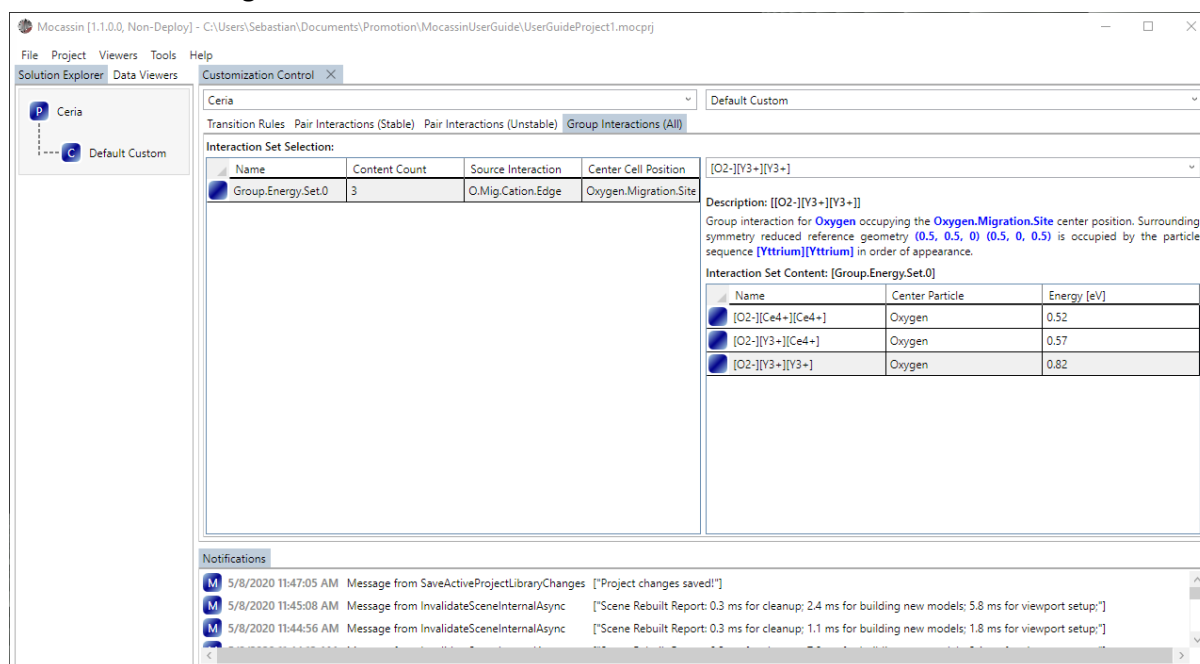 Mocassin [1.1.0.0, Non-Deploy] - C:\Users\Sebastian\Documents\Promotion\MocassinUserGuide\UserGuideProject1.mocprj
File Project Viewers Tools Help
Solution Explorer Data Viewers
Customization Control
P Ceria
C Default Custom
Ceria
Default Custom
Transition Rules Pair Interactions (Stable) Pair Interactions (Unstable) Group Interactions (All)
Interaction Set Selection:
Name Content Count Source Interaction Center Cell Position
Group.Energy.Set.0 3 O.Mig.Cation.Edge Oxygen.Migration.Site
[O2-][Y3+][Y3+]
Description: [[O2-][Y3+][Y3+]]
Group interaction for Oxygen occupying the Oxygen.Migration.Site center position. Surrounding
symmetry reduced reference geometry (0.5, 0.5, 0) (0.5, 0, 0.5) is occupied by the particle
sequence [Yttrium][Yttrium] in order of appearance.
Interaction Set Content: [Group.Energy.Set.0]
Name Center Particle Energy [eV]
[O2-][Ce4+][Ce4+] Oxygen 0.52
[O2-][Y3+][Ce4+] Oxygen 0.57
[O2-][Y3+][Y3+] Oxygen 0.82
Notifications
M 5/8/2020 11:47:05 AM Message from SaveActiveProjectLibraryChanges ["Project changes saved!"]
M 5/8/2020 11:45:08 AM Message from InvalidateSceneInternalAsync ["Scene Rebuilt Report: 0.3 ms for cleanup; 2.4 ms for building new models; 5.8 ms for viewport setup;"]
M 5/8/2020 11:44:56 AM Message from InvalidateSceneInternalAsync ["Scene Rebuilt Report: 0.3 ms for cleanup; 1.1 ms for building new models; 1.8 ms for viewport setup;"]